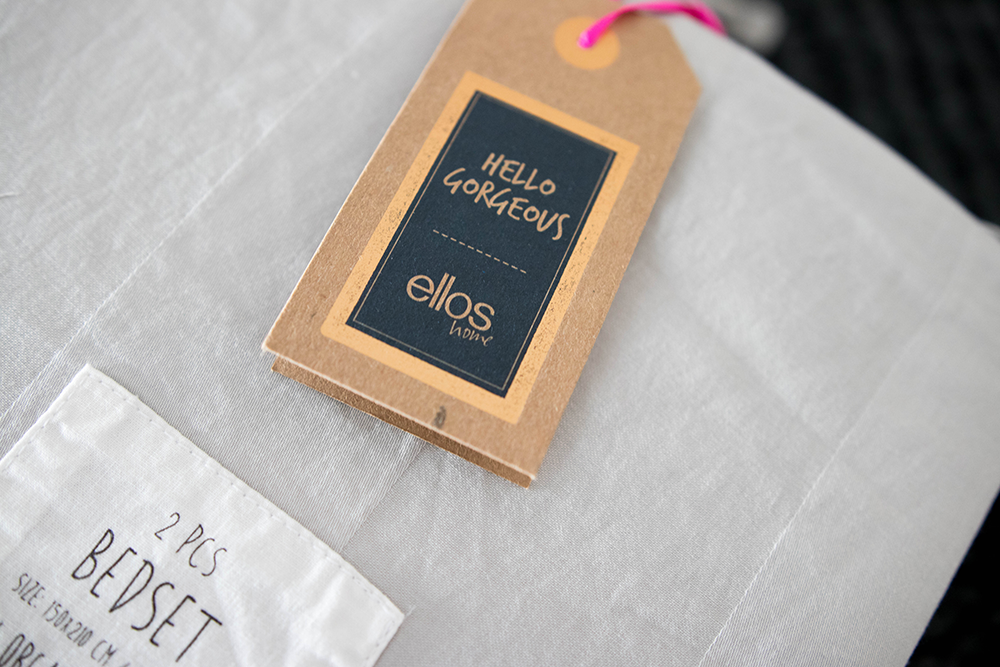 HELLO
GORGEOUS
ellos
home
2 PCS
BEDSET
SIZE: 150x210 CM